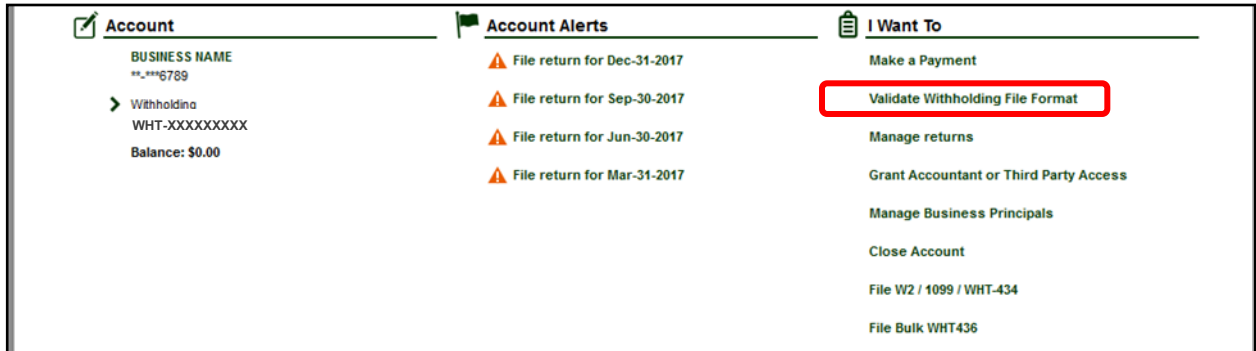 Account
BUSINESS NAME
**-***6789
Withholding
WHT-XXXXXXXXX
Balance: $0.00
Account Alerts
File return for Dec-31-2017
File return for Sep-30-2017
File return for Jun-30-2017
File return for Mar-31-2017
I Want To
Make a Payment
Validate Withholding File Format
Manage returns
Grant Accountant or Third Party Access
Manage Business Principals
Close Account
File W2 / 1099 / WHT-434
File Bulk WHT436